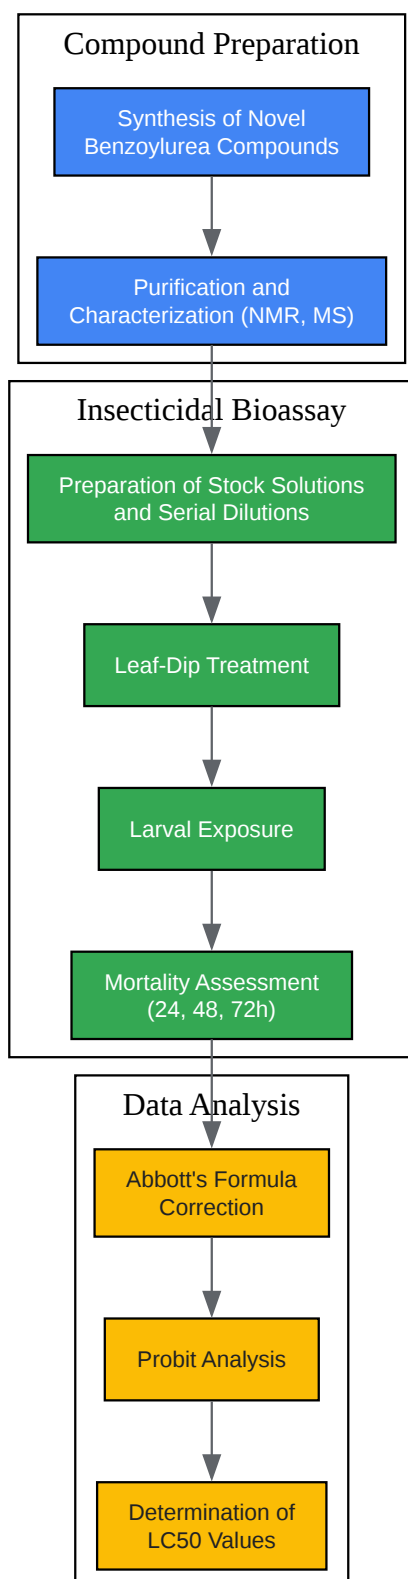 Compound Preparation
Synthesis of Novel
Benzoylurea Compounds
Purification and
Characterization (NMR, MS)
Insecticidal Bioassay
Preparation of Stock Solutions
and Serial Dilutions
Leaf-Dip Treatment
Larval Exposure
Mortality Assessment
(24, 48, 72h)
Data Analysis
Abbott's Formula
Correction
Probit Analysis
Determination of
LC50 Values